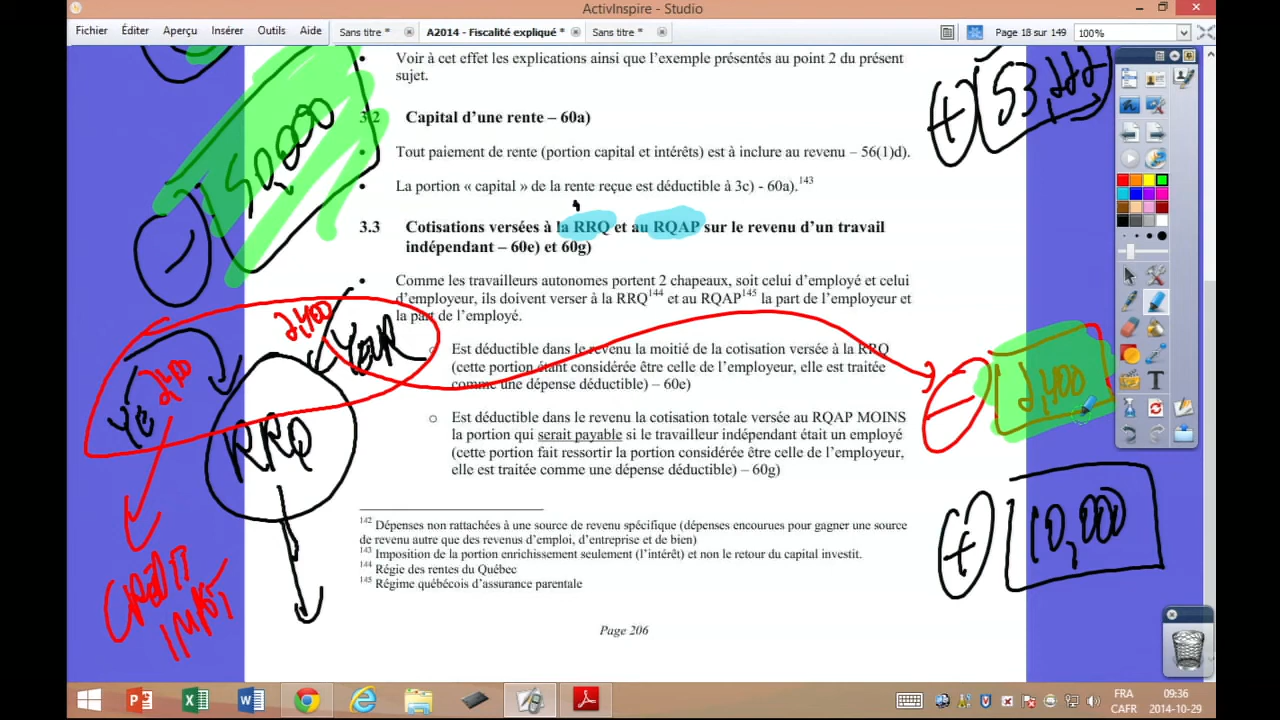 ActivInspire - Studio
Fichier Éditer Aperçu Insérer Outils Aide Sans titre * A2014 - Fiscalité expliqué * Sans titre * Page 18 sur 149 100%
Voir à cet effet les explications ainsi que l'exemple présentés au point 2 du présent
sujet.
3.2 Capital d'une rente – 60a)
Tout paiement de rente (portion capital et intérêts) est à inclure au revenu – 56(1)d).
La portion « capital » de la rente reçue est déductible à 3c) - 60a).143
3.3 Cotisations versées à la RRQ et au RQAP sur le revenu d'un travail
indépendant – 60e) et 60g)
Comme les travailleurs autonomes portent 2 chapeaux, soit celui d'employé et celui
d'employeur, ils doivent verser à la RRQ144 et au RQAP145 la part de l'employeur et
la part de l'employé.
Est déductible dans le revenu la moitié de la cotisation versée à la RRQ
(cette portion étant considérée être celle de l'employeur, elle est traitée
comme une dépense déductible) – 60e)
Est déductible dans le revenu la cotisation totale versée au RQAP MOINS
la portion qui serait payable si le travailleur indépendant était un employé
(cette portion fait ressortir la portion considérée être celle de l'employeur,
elle est traitée comme une dépense déductible) – 60g)
142 Dépenses non rattachées à une source de revenu spécifique (dépenses encourues pour gagner une source
de revenu autre que des revenus d'emploi, d'entreprise et de bien)
143 Imposition de la portion enrichissement seulement (l'intérêt) et non le retour du capital investit.
144 Régie des rentes du Québec
145 Régime québécois d'assurance parentale
Page 206
- 50,000
+ 53,222
2,400
2,400
RRQ
CRÉDIT
IMPÔT
- 2,400
+ 10,000
FRA
CAFR
09:36
2014-10-29